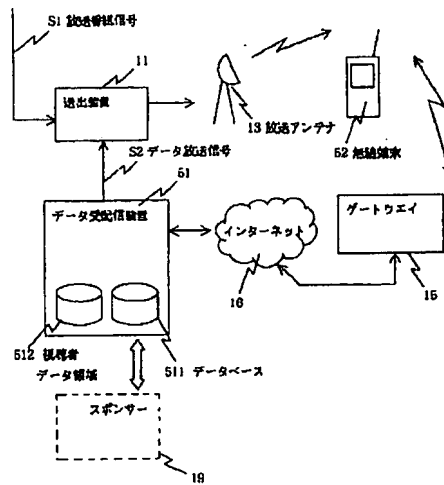 S1 放送番組信号
11
送出装置
13 放送アンテナ
52 無線端末
S2 データ放送信号
51
データ受配信装置
インターネット
ゲートウエイ
16
15
512 視聴者
データ領域
511 データベース
スポンサー
19